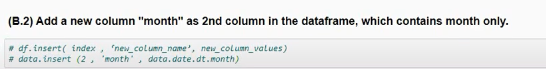 (B.2) Add a new column "month" as 2nd column in the dataframe, which contains month only.
# df.insert( index , 'new_column_name', new_column_values)
# data.insert (2 , 'month' , data.date.dt.month)